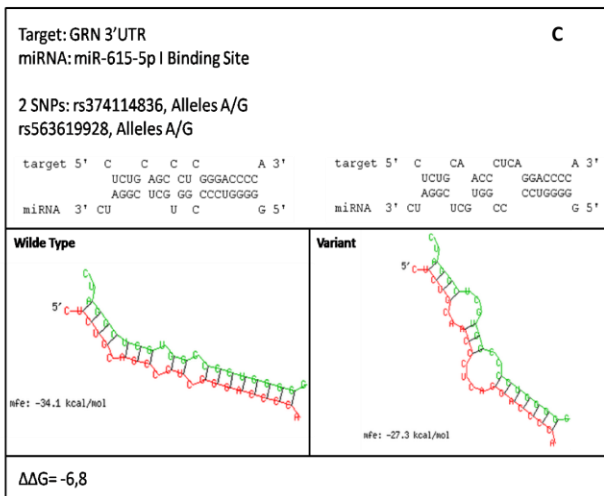 Target: GRN 3'UTR
C
miRNA: miR-615-5p I Binding Site
2 SNPs: rs374114836, Alleles A/G
rs563619928, Alleles A/G
target 5' C C C C A 3'
UCUG AGC CU GGGACCCC
AGGC UCG GG CCCUGGGG
miRNA 3' CU U C G 5'
target 5' C CA CUCA A 3'
UCUG ACC GGACCCC
AGGC UGG CCUGGGG
miRNA 3' CU UCG CC G 5'
Wilde Type
5'
mfe: -34.1 kcal/mol
Variant
5'
mfe: -27.3 kcal/mol
ΔΔG= -6,8